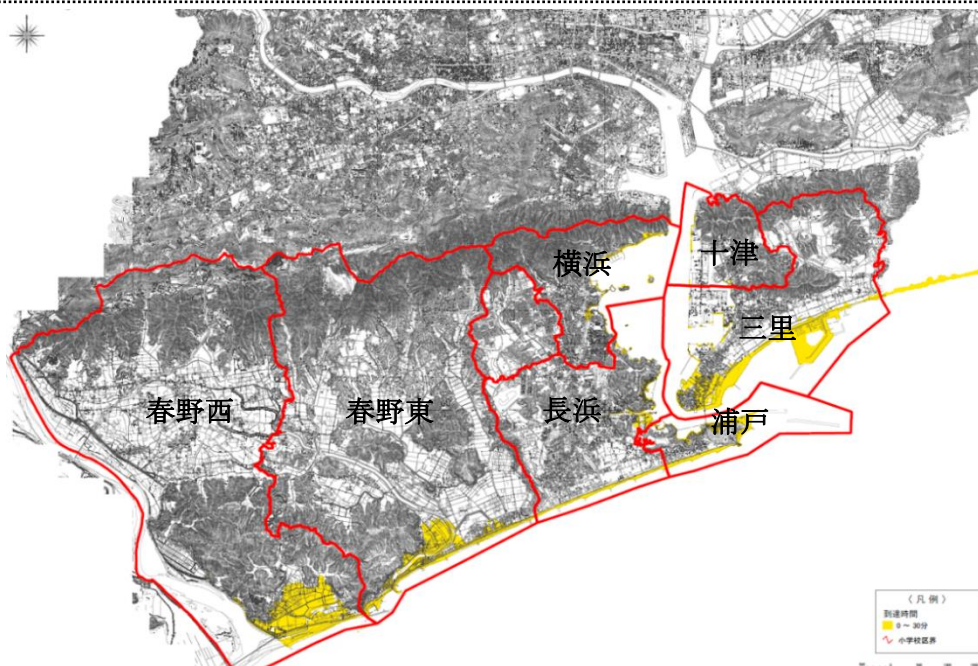 横浜
十津
三里
春野西
春野東
長浜
浦戸
〈凡例〉
到達時間
0 ～ 30分
小学校区界